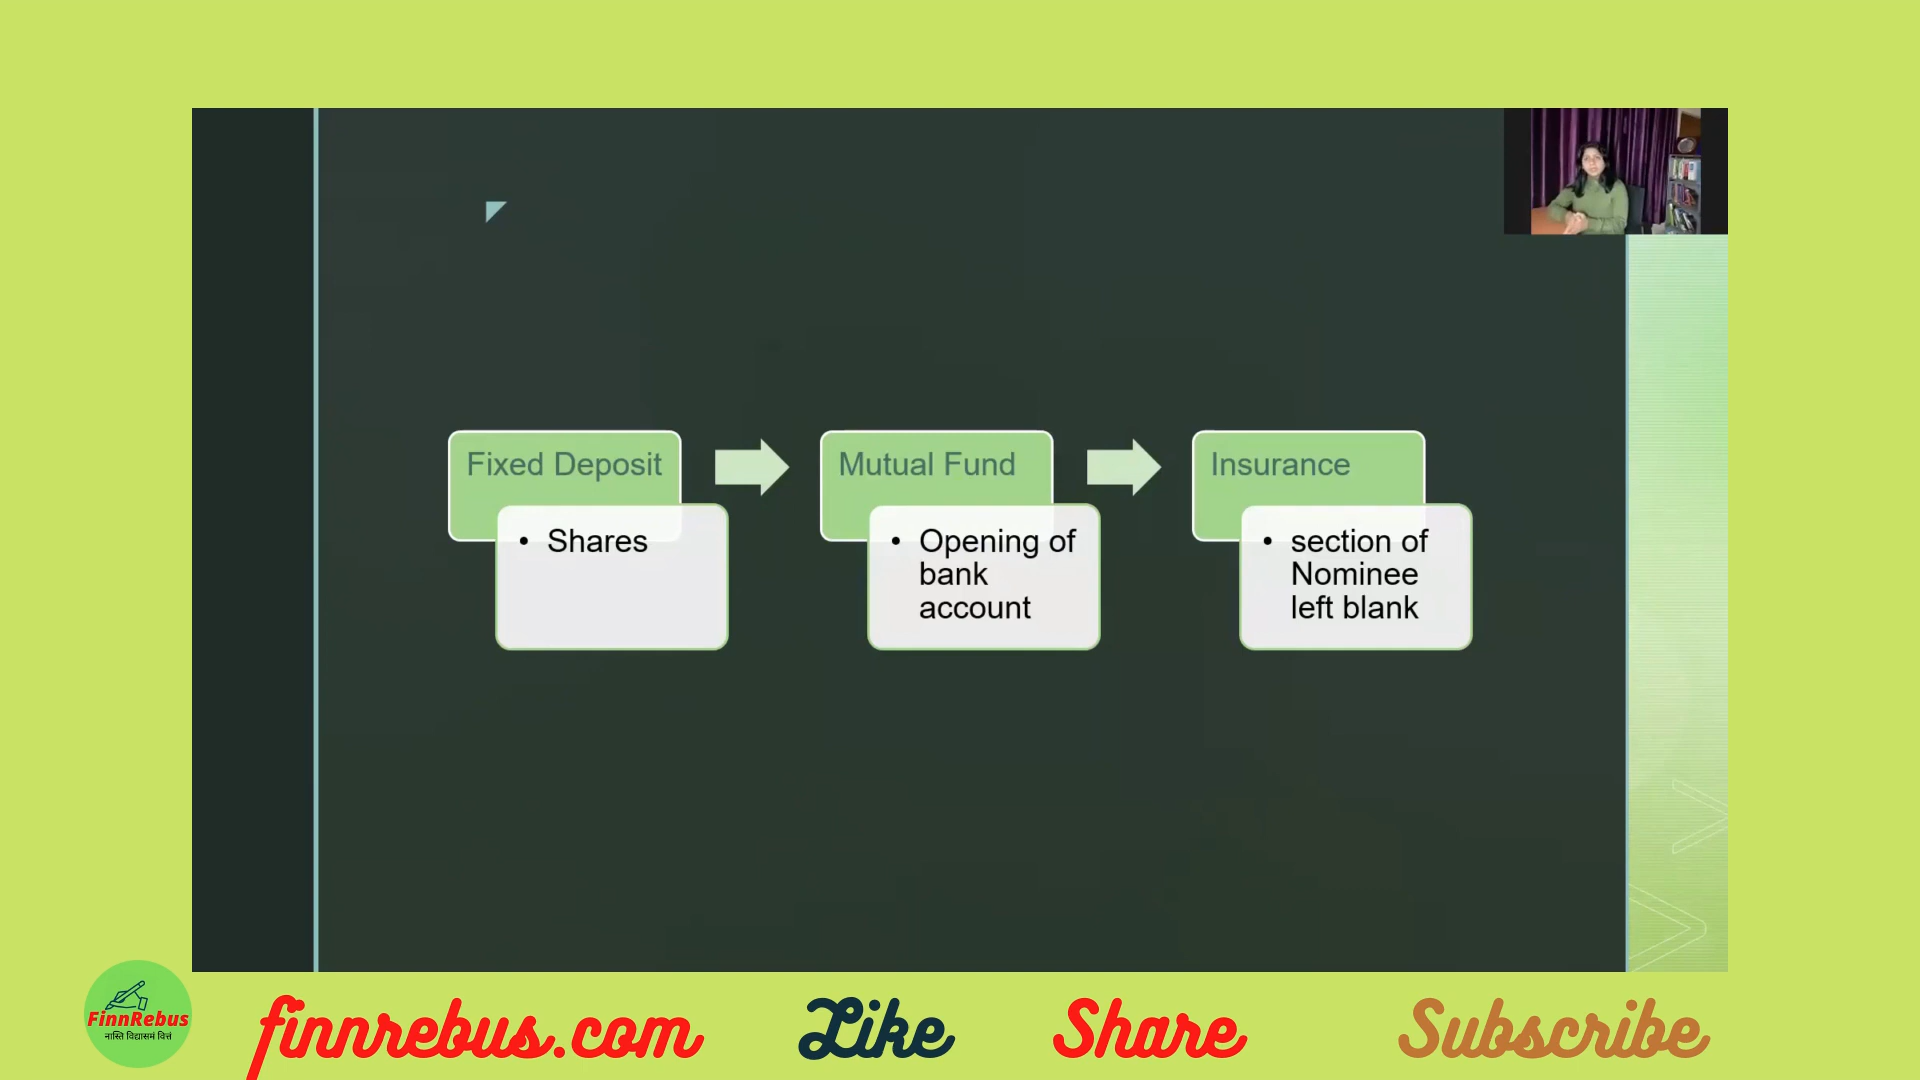 Fixed Deposit
• Shares
Mutual Fund
• Opening of
bank
account
Insurance
• section of
Nominee
left blank
FinnRebus
नास्ति विद्यासमं वित्तं
finnrebus.com
Like
Share
Subscribe